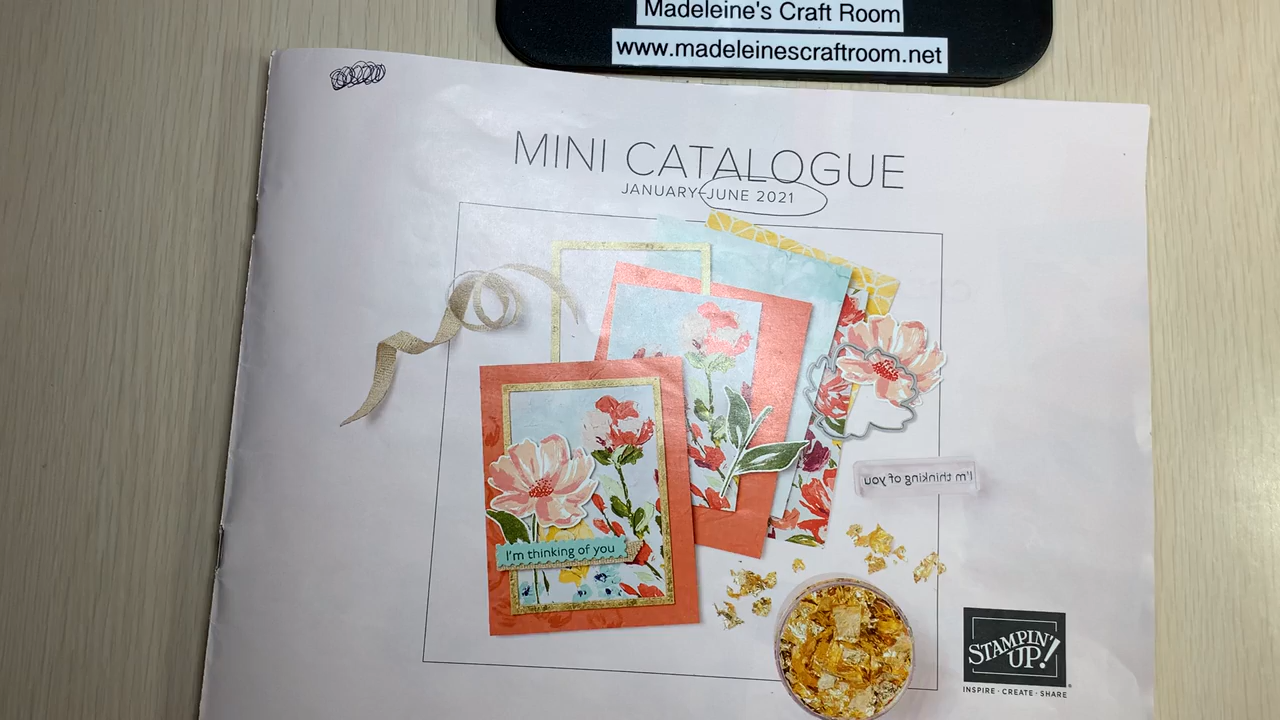 Madeleine's Craft Room
www.madeleinescraftroom.net
MINI CATALOGUE
JANUARY-JUNE 2021
I'm thinking of you
I'm thinking of you
STAMPIN' UP!®
INSPIRE · CREATE · SHARE